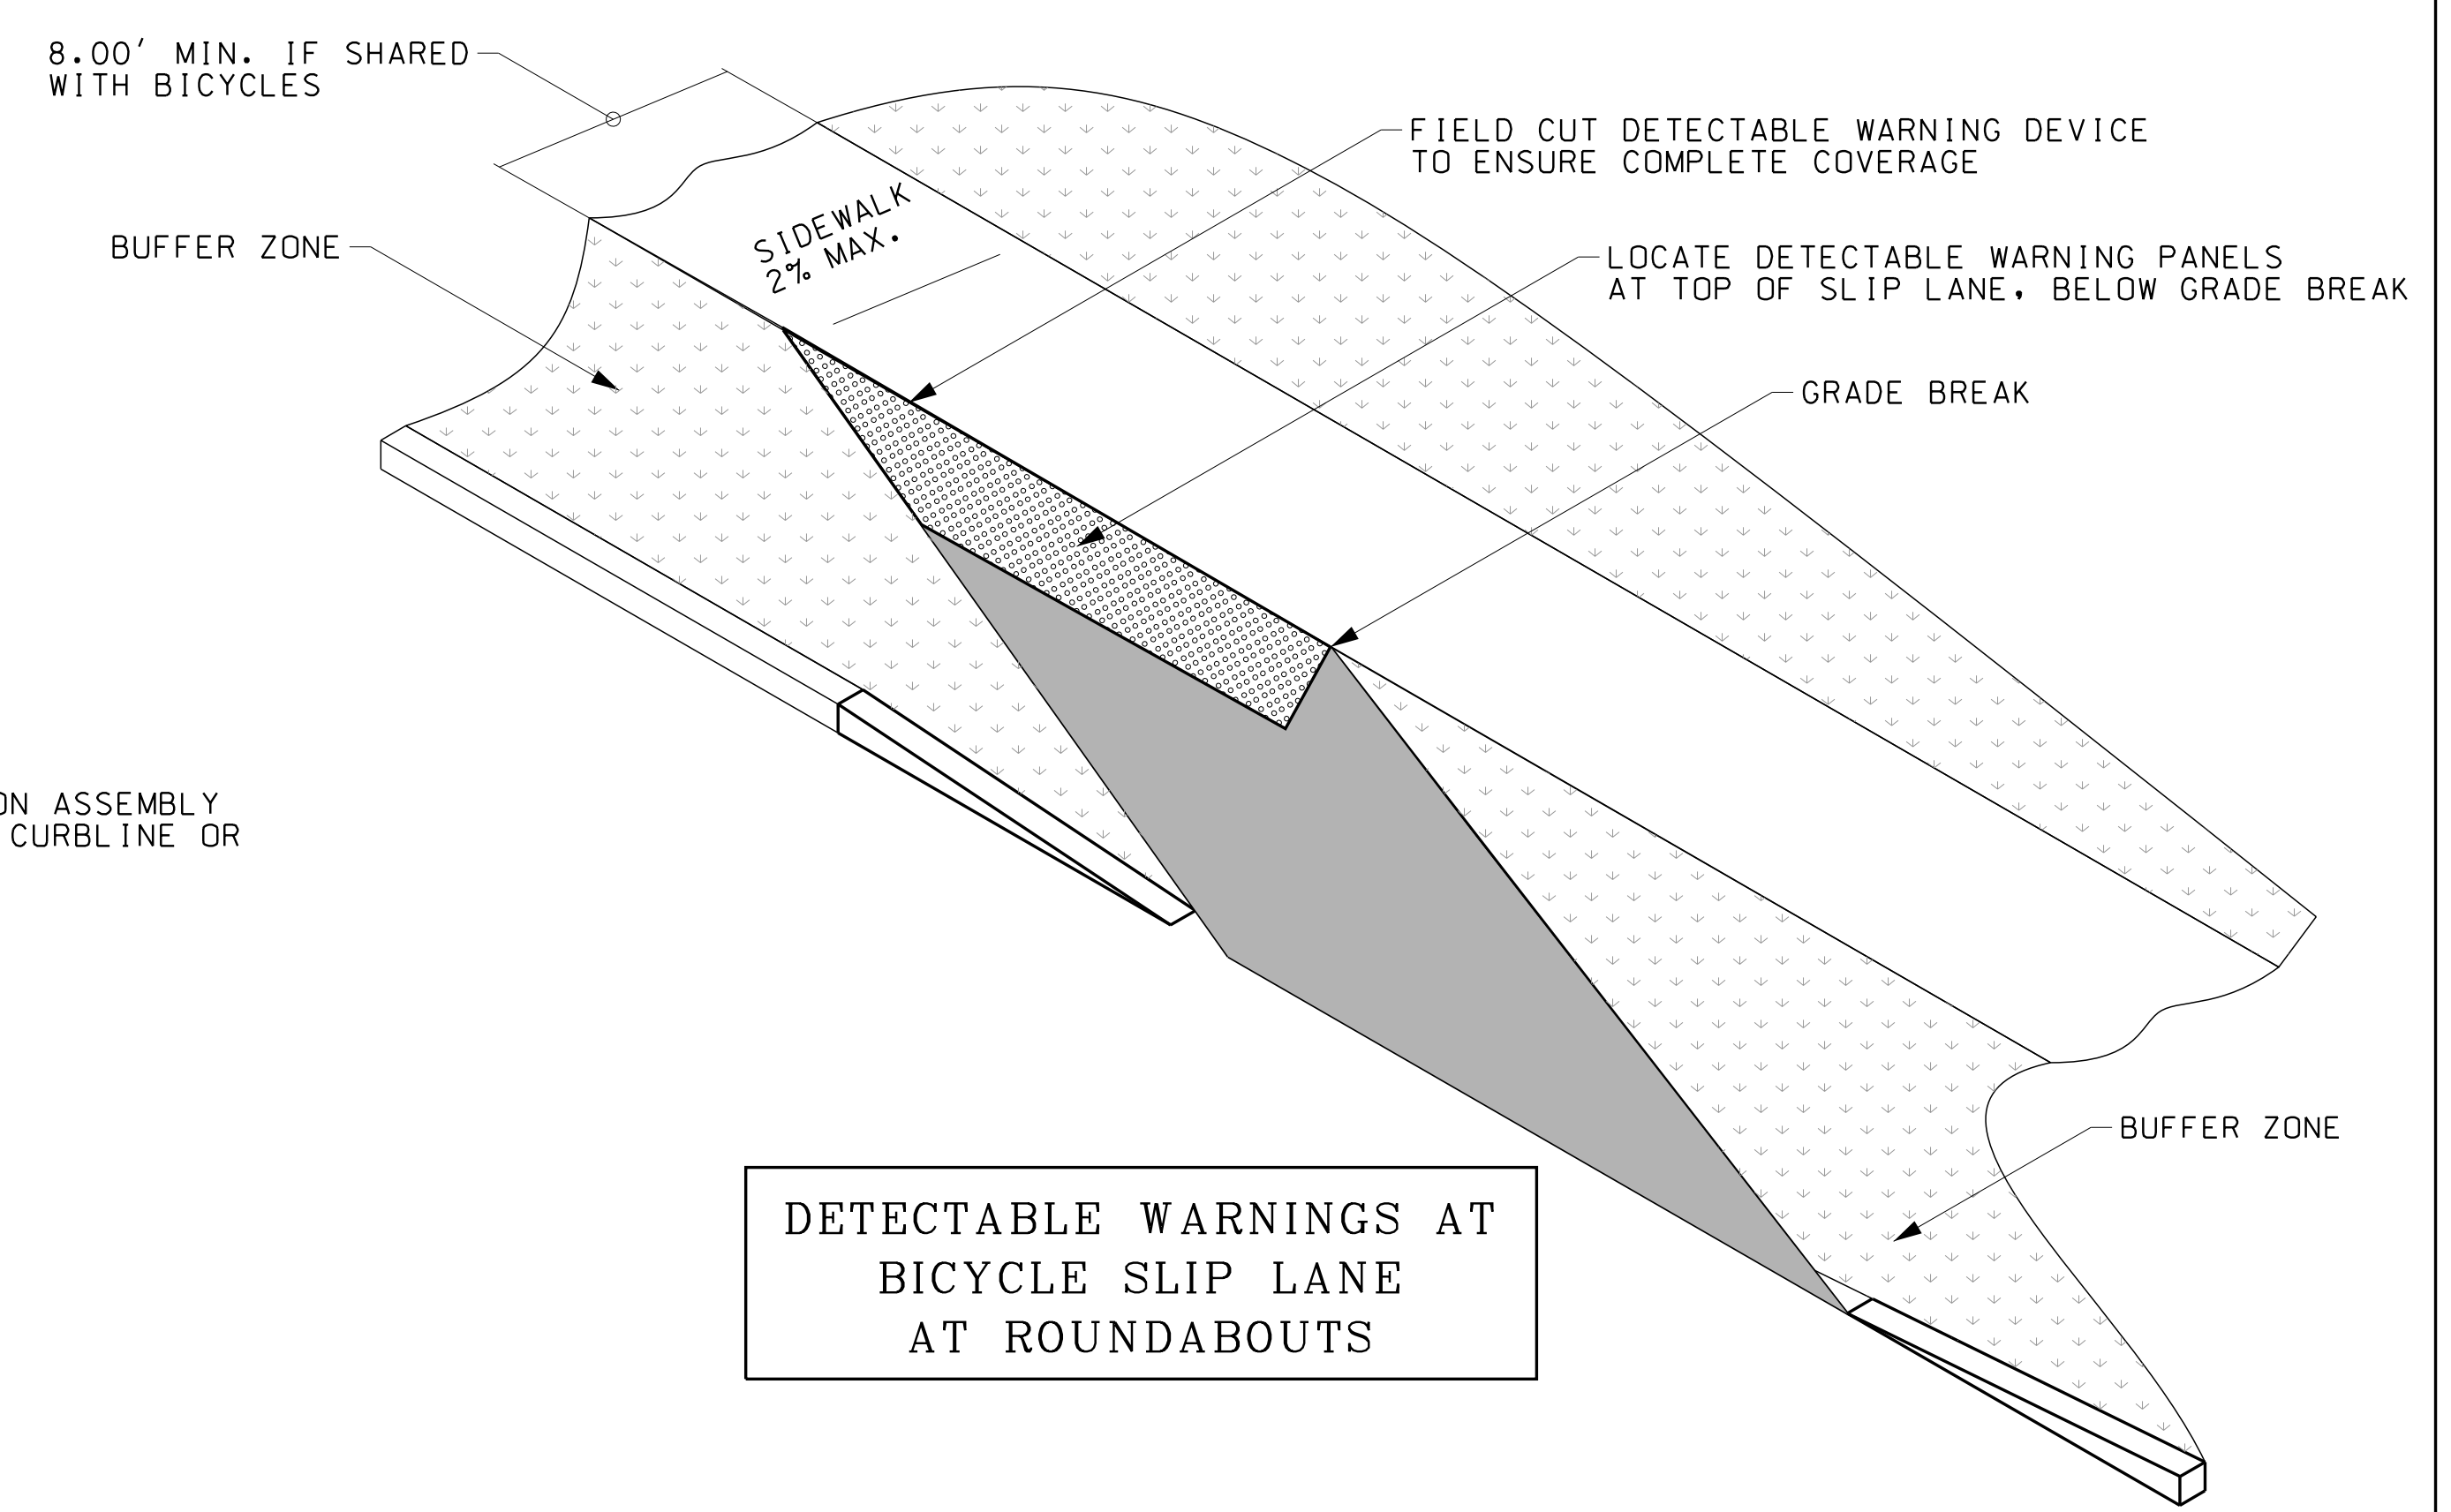 8.00' MIN. IF SHARED
WITH BICYCLES
FIELD CUT DETECTABLE WARNING DEVICE
TO ENSURE COMPLETE COVERAGE
BUFFER ZONE
SIDEWALK
2% MAX.
LOCATE DETECTABLE WARNING PANELS
AT TOP OF SLIP LANE, BELOW GRADE BREAK
GRADE BREAK
ON ASSEMBLY
CURBLINE OR
BUFFER ZONE
DETECTABLE WARNINGS AT
BICYCLE SLIP LANE
AT ROUNDABOUTS